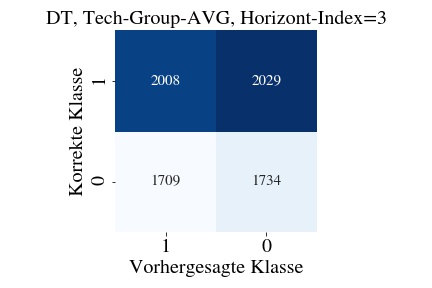 DT, Tech-Group-AVG, Horizont-Index=3
Korrekte Klasse
1
2008 2029
0
1709 1734
1 0
Vorhergesagte Klasse